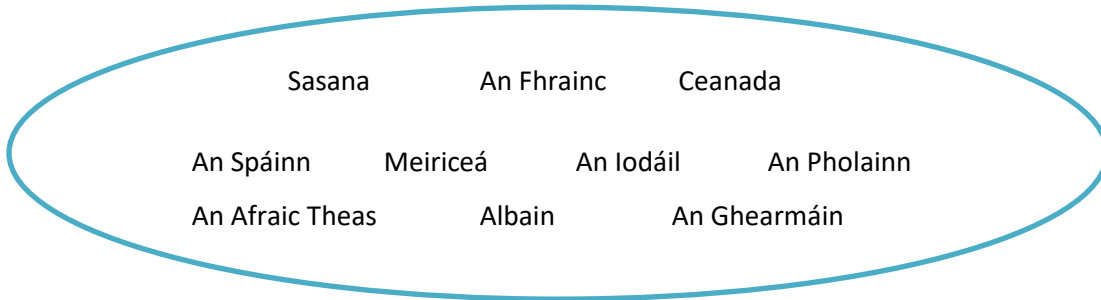 Sasana An Fhrainc Ceanada
An Spáinn Meiriceá An Iodáil An Pholainn
An Afraic Theas Albain An Ghearmáin